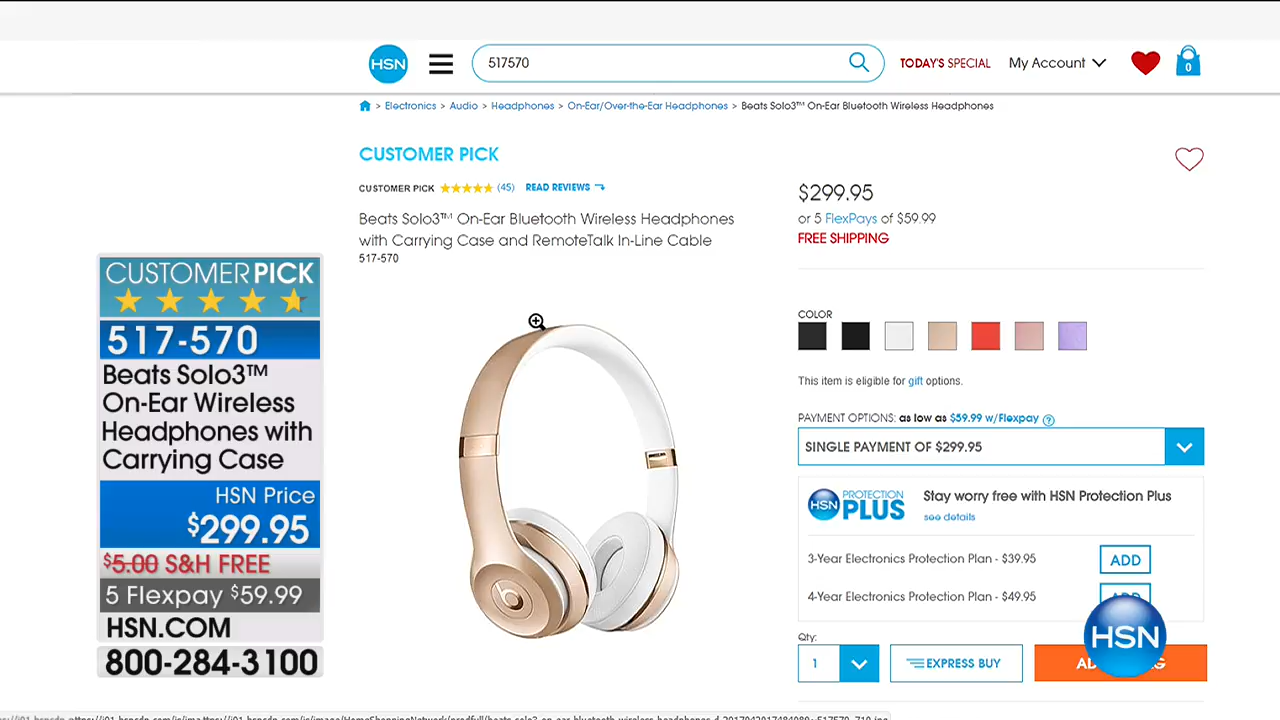 HSN
517570
TODAY'S SPECIAL
My Account
0
> Electronics > Audio > Headphones > On-Ear/Over-the-Ear Headphones > Beats Solo3™ On-Ear Bluetooth Wireless Headphones
CUSTOMER PICK
CUSTOMER PICK (45) READ REVIEWS
Beats Solo3™ On-Ear Bluetooth Wireless Headphones
with Carrying Case and RemoteTalk In-Line Cable
517-570
$299.95
or 5 FlexPays of $59.99
FREE SHIPPING
COLOR
This item is eligible for gift options.
PAYMENT OPTIONS: as low as $59.99 w/Flexpay ?
SINGLE PAYMENT OF $299.95
HSN PROTECTION PLUS
Stay worry free with HSN Protection Plus
see details
3-Year Electronics Protection Plan - $39.95 ADD
4-Year Electronics Protection Plan - $49.95 ADD
Qty:
1
EXPRESS BUY
HSN
CUSTOMER PICK
517-570
Beats Solo3™
On-Ear Wireless
Headphones with
Carrying Case
HSN Price
$299.95
$5.00 S&H FREE
5 Flexpay $59.99
HSN.COM
800-284-3100
b